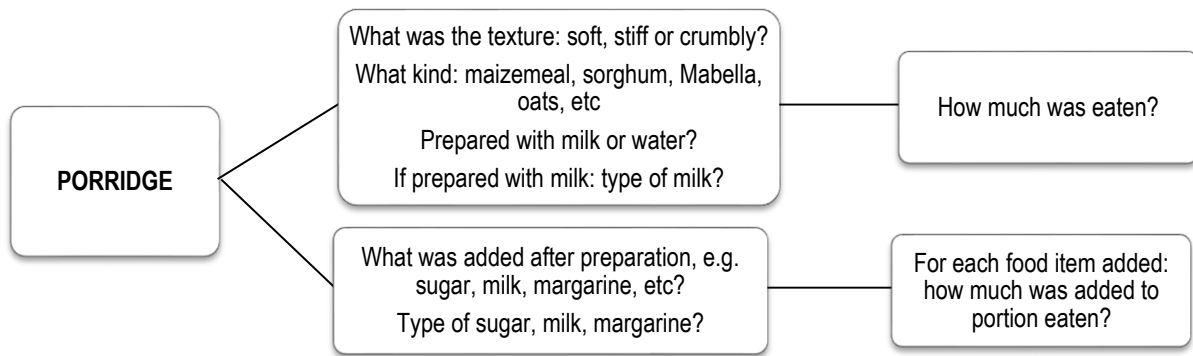 PORRIDGE
What was the texture: soft, stiff or crumbly?
What kind: maizemeal, sorghum, Mabella,
oats, etc
Prepared with milk or water?
If prepared with milk: type of milk?
How much was eaten?
What was added after preparation, e.g.
sugar, milk, margarine, etc?
Type of sugar, milk, margarine?
For each food item added:
how much was added to
portion eaten?